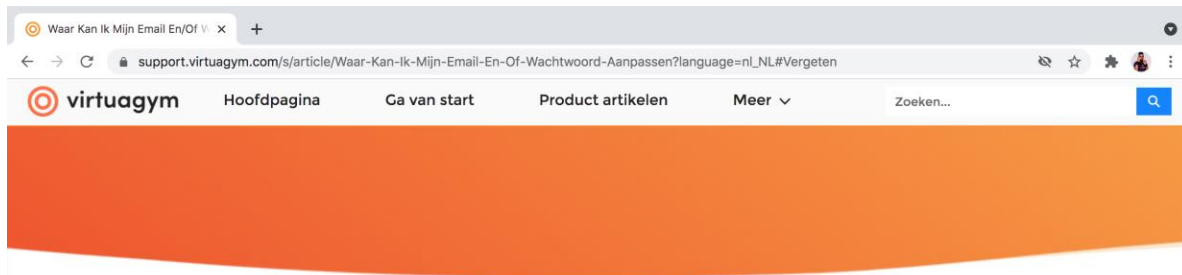 Waar Kan Ik Mijn Email En/Of W
support.virtuagym.com/s/article/Waar-Kan-Ik-Mijn-Email-En-Of-Wachtwoord-Aanpassen?language=nl_NL#Vergeten
virtuagym Hoofdpagina Ga van start Product artikelen Meer Zoeken...